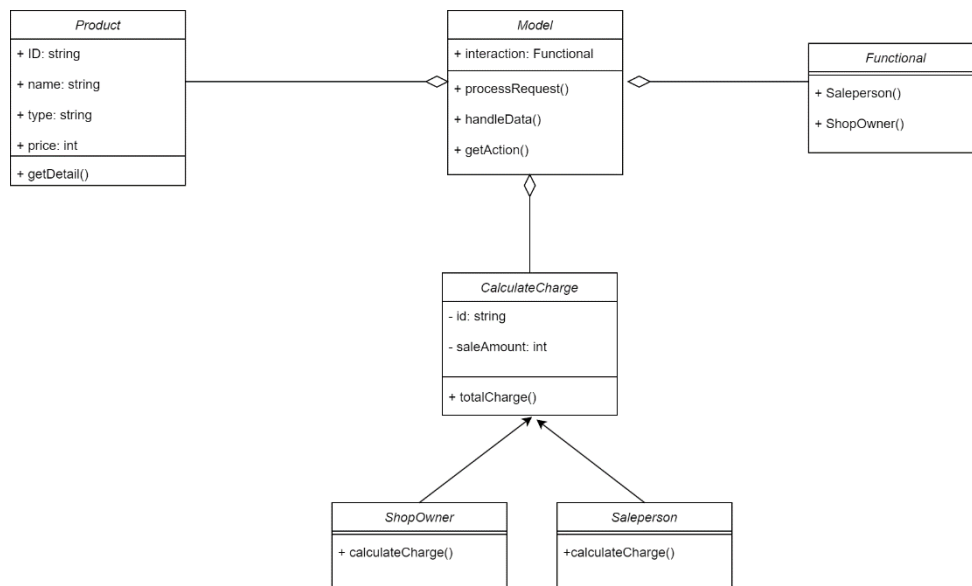 Product
+ ID: string
+ name: string
+ type: string
+ price: int
+ getDetail()
Model
+ interaction: Functional
+ processRequest()
+ handleData()
+ getAction()
Functional
+ Saleperson()
+ ShopOwner()
CalculateCharge
- id: string
- saleAmount: int
+ totalCharge()
ShopOwner
+ calculateCharge()
Saleperson
+calculateCharge()